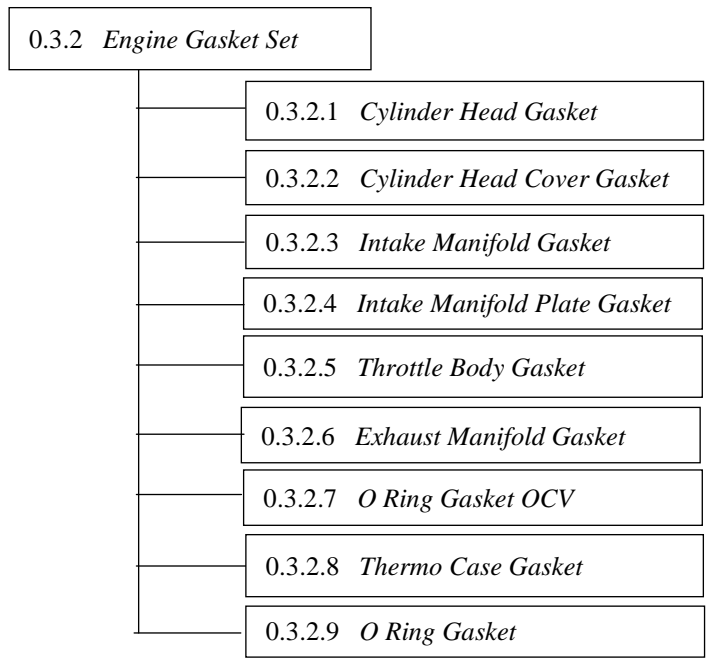 0.3.2 Engine Gasket Set
0.3.2.1 Cylinder Head Gasket
0.3.2.2 Cylinder Head Cover Gasket
0.3.2.3 Intake Manifold Gasket
0.3.2.4 Intake Manifold Plate Gasket
0.3.2.5 Throttle Body Gasket
0.3.2.6 Exhaust Manifold Gasket
0.3.2.7 O Ring Gasket OCV
0.3.2.8 Thermo Case Gasket
0.3.2.9 O Ring Gasket